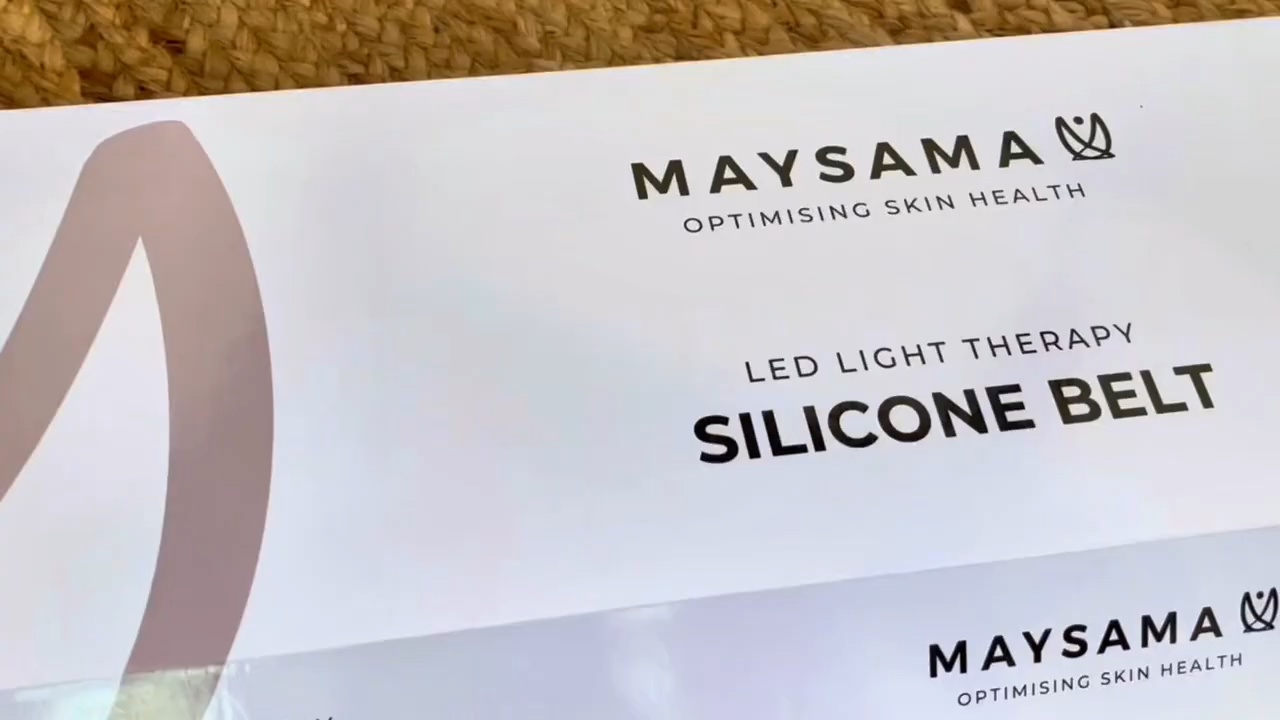 MAYSAMA
OPTIMISING SKIN HEALTH
LED LIGHT THERAPY
SILICONE BELT
MAYSAMA
OPTIMISING SKIN HEALTH